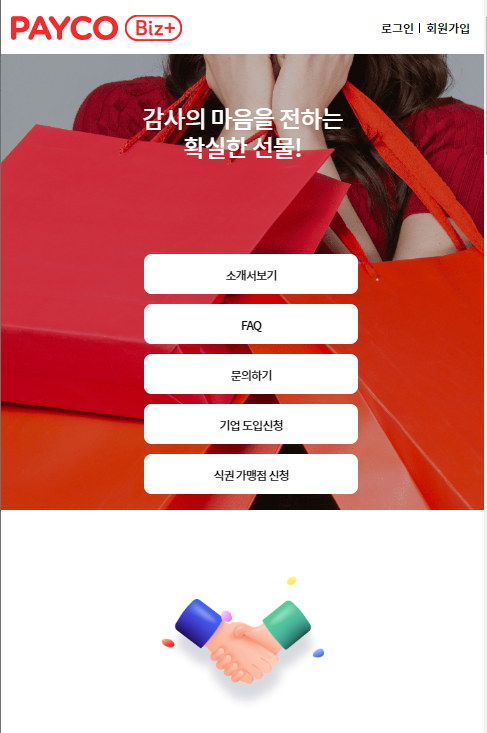 PAYCO Biz+
로그인 | 회원가입
감사의 마음을 전하는
확실한 선물!
소개서보기
FAQ
문의하기
기업 도입신청
식권 가맹점 신청